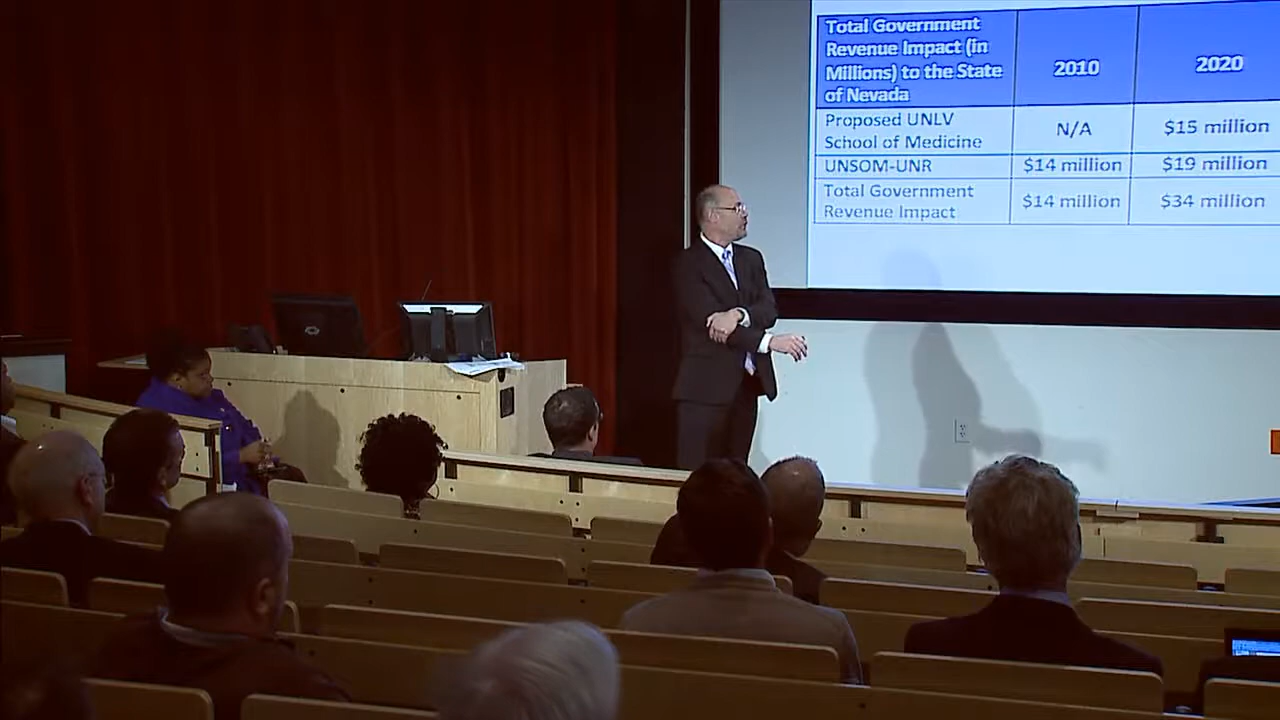 Total Government
Revenue Impact (in
Millions) to the State
of Nevada
2010
2020
Proposed UNLV
School of Medicine
N/A
$15 million
UNSOM-UNR
$14 million
$19 million
Total Government
Revenue Impact
$14 million
$34 million